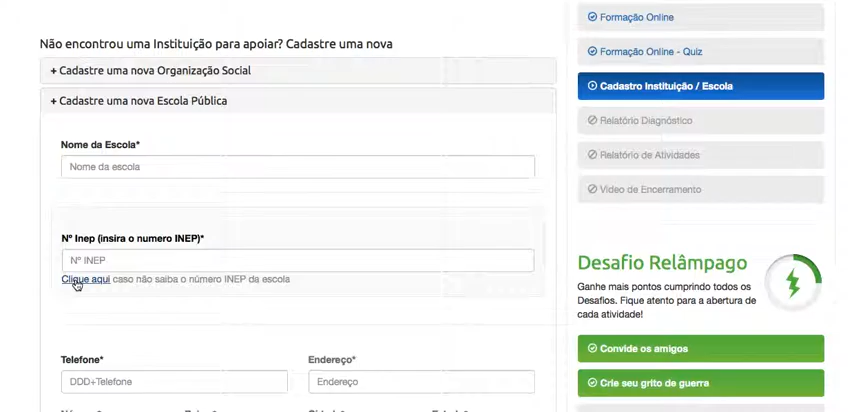 Não encontrou uma Instituição para apoiar? Cadastre uma nova
+ Cadastre uma nova Organização Social
+ Cadastre uma nova Escola Pública
Nome da Escola*
Nome da escola
Nº Inep (insira o numero INEP)*
Nº INEP
Clique aqui caso não saiba o número INEP da escola
Telefone*
Endereço*
DDD+Telefone
Endereço
Formação Online
Formação Online - Quiz
Cadastro Instituição / Escola
Relatório Diagnóstico
Relatório de Atividades
Vídeo de Encerramento
Desafio Relâmpago
Ganhe mais pontos cumprindo todos os
Desafios. Fique atento para a abertura de
cada atividade!
Convide os amigos
Crie seu grito de guerra